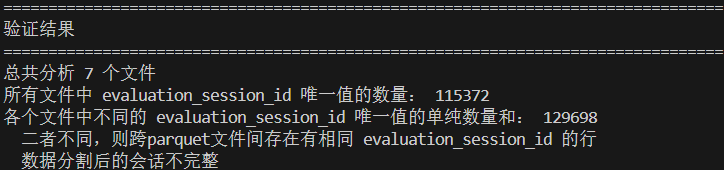 ================================================================================
验证结果
================================================================================
总共分析 7 个文件
所有文件中 evaluation_session_id 唯一值的数量： 115372
各个文件中不同的 evaluation_session_id 唯一值的单纯数量和： 129698
  二者不同，则跨parquet文件间存在有相同 evaluation_session_id 的行
  数据分割后的会话不完整